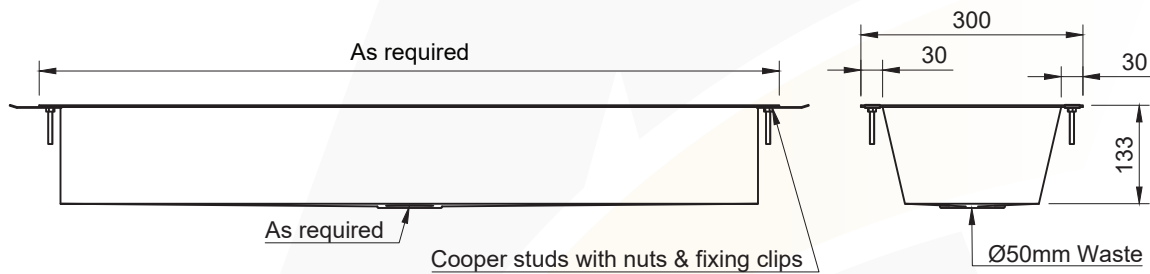 As required
300
30
30
133
As required
Cooper studs with nuts & fixing clips
Ø50mm Waste